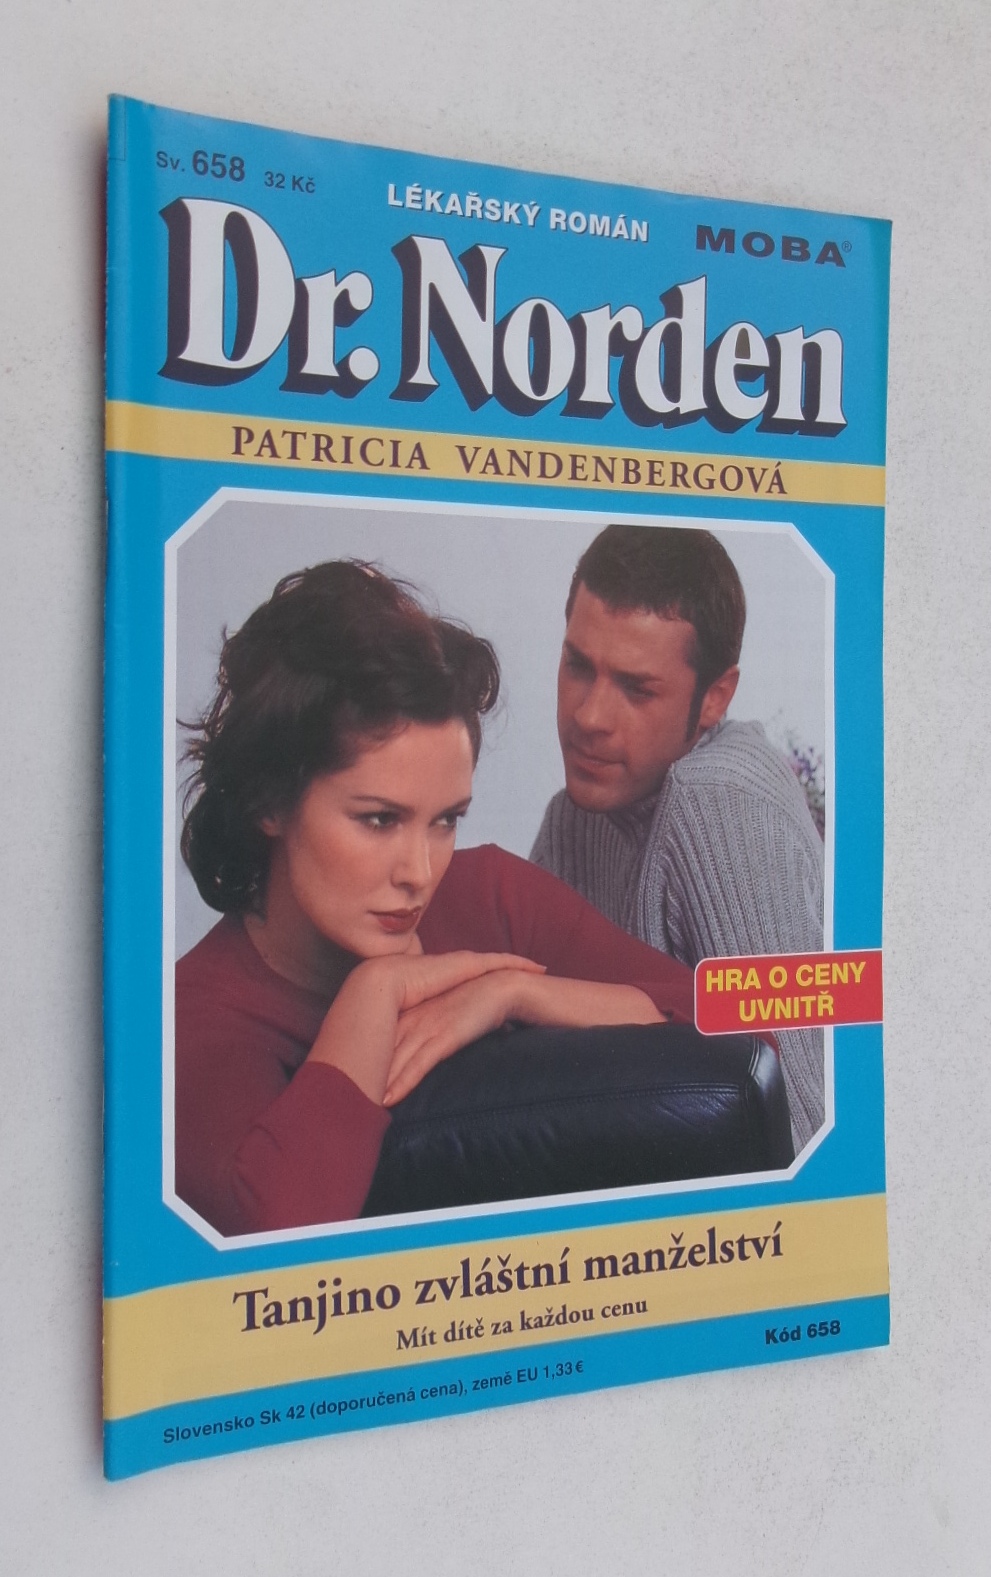 Sv. 658 32 Kč
LÉKAŘSKÝ ROMÁN
MOBA®
Dr. Norden
PATRICIA VANDENBERGOVÁ
HRA O CENY
UVNITŘ
Tanjino zvláštní manželství
Mít dítě za každou cenu
Kód 658
Slovensko Sk 42 (doporučená cena), země EU 1,33 €